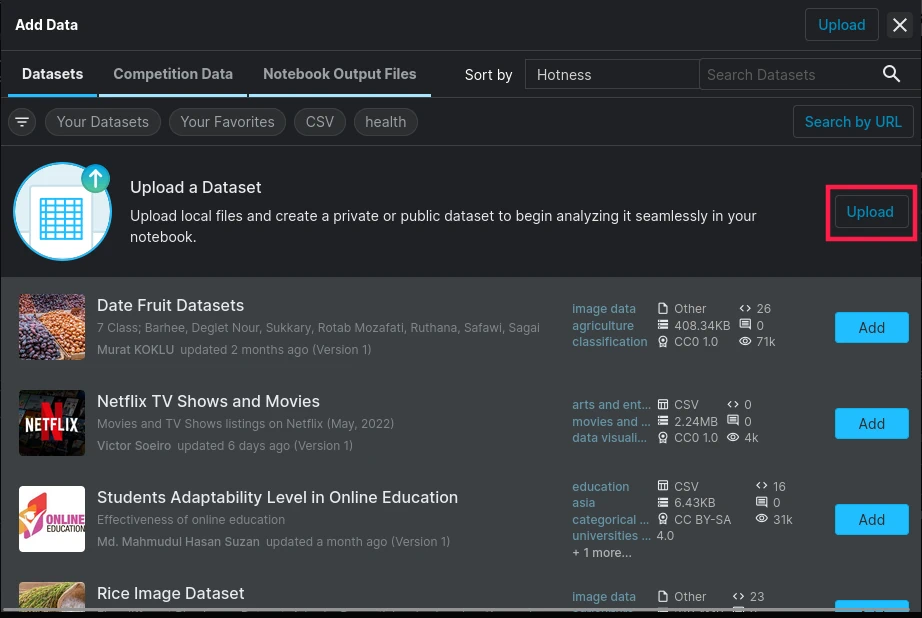 Add Data
Upload
Datasets
Competition Data
Notebook Output Files
Sort by
Hotness
Search Datasets
Your Datasets
Your Favorites
CSV
health
Search by URL
Upload a Dataset
Upload local files and create a private or public dataset to begin analyzing it seamlessly in your
notebook.
Upload
Date Fruit Datasets
7 Class; Barhee, Deglet Nour, Sukkary, Rotab Mozafati, Ruthana, Safawi, Sagai
Murat KOKLU updated 2 months ago (Version 1)
image data
agriculture
classification
Other
408.34KB
CC0 1.0
26
0
71k
Add
NETFLIX
Netflix TV Shows and Movies
Movies and TV Shows listings on Netflix (May, 2022)
Victor Soeiro updated 6 days ago (Version 1)
arts and ent...
movies and ...
data visuali...
CSV
2.24MB
CC0 1.0
0
0
4k
Add
ONLINE
EDUCATION
Students Adaptability Level in Online Education
Effectiveness of online education
Md. Mahmudul Hasan Suzan updated a month ago (Version 1)
education
asia
categorical ...
universities ...
+ 1 more...
CSV
6.43KB
CC BY-SA
4.0
16
0
31k
Add
Rice Image Dataset
image data
Other
23